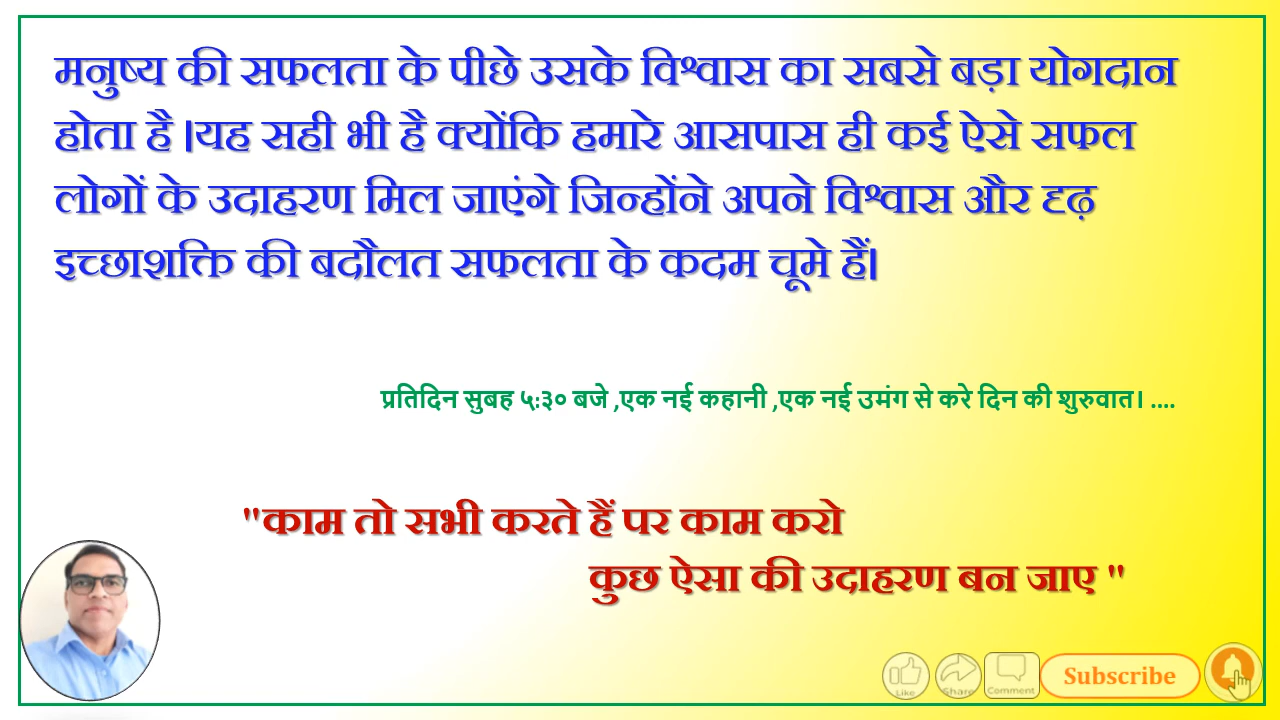 मनुष्य की सफलता के पीछे उसके विश्वास का सबसे बड़ा योगदान
होता है |यह सही भी है क्योंकि हमारे आसपास ही कई ऐसे सफल
लोगों के उदाहरण मिल जाएंगे जिन्होंने अपने विश्वास और दृढ़
इच्छाशक्ति की बदौलत सफलता के कदम चूमे हैं|
प्रतिदिन सुबह ५:३० बजे ,एक नई कहानी ,एक नई उमंग से करे दिन की शुरुवात। ....
"काम तो सभी करते हैं पर काम करो
कुछ ऐसा की उदाहरण बन जाए "
Like Share Comment Subscribe